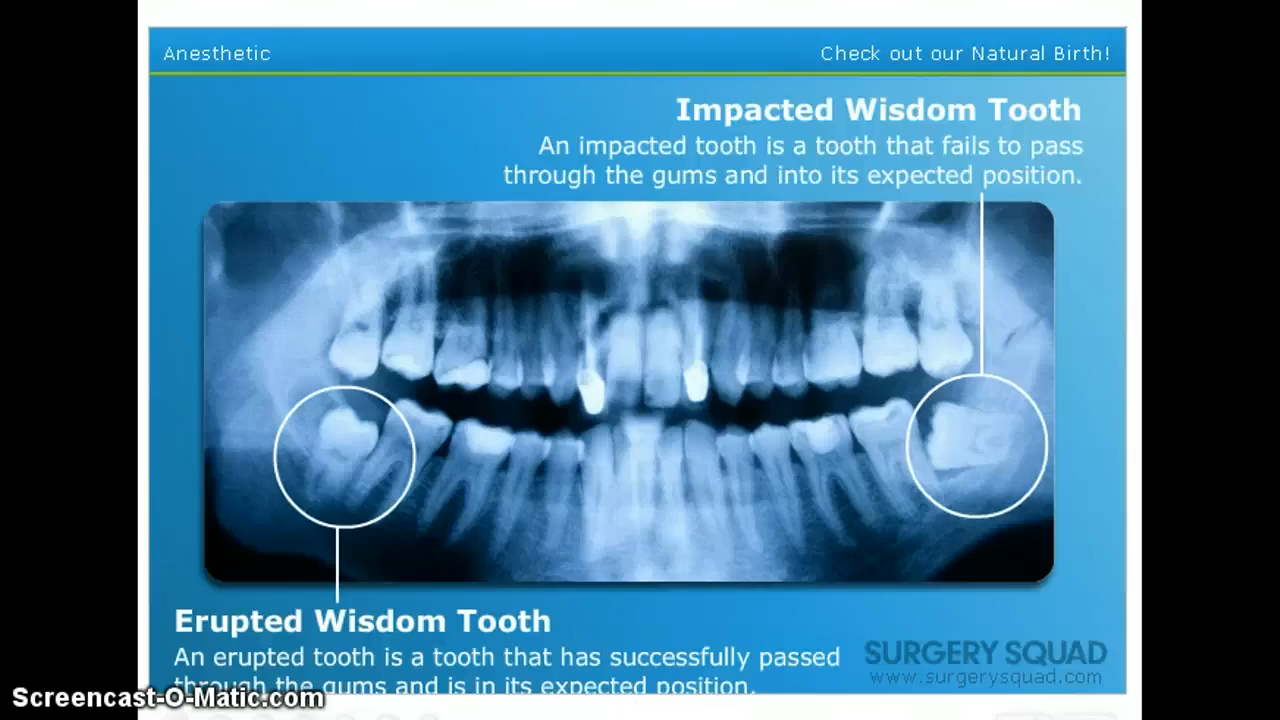 Anesthetic
Check out our Natural Birth!
Impacted Wisdom Tooth
An impacted tooth is a tooth that fails to pass
through the gums and into its expected position.
Erupted Wisdom Tooth
An erupted tooth is a tooth that has successfully passed
through the gums and is in its expected position.
SURGERY SQUAD
www.surgerysquad.com
Screencast-O-Matic.com